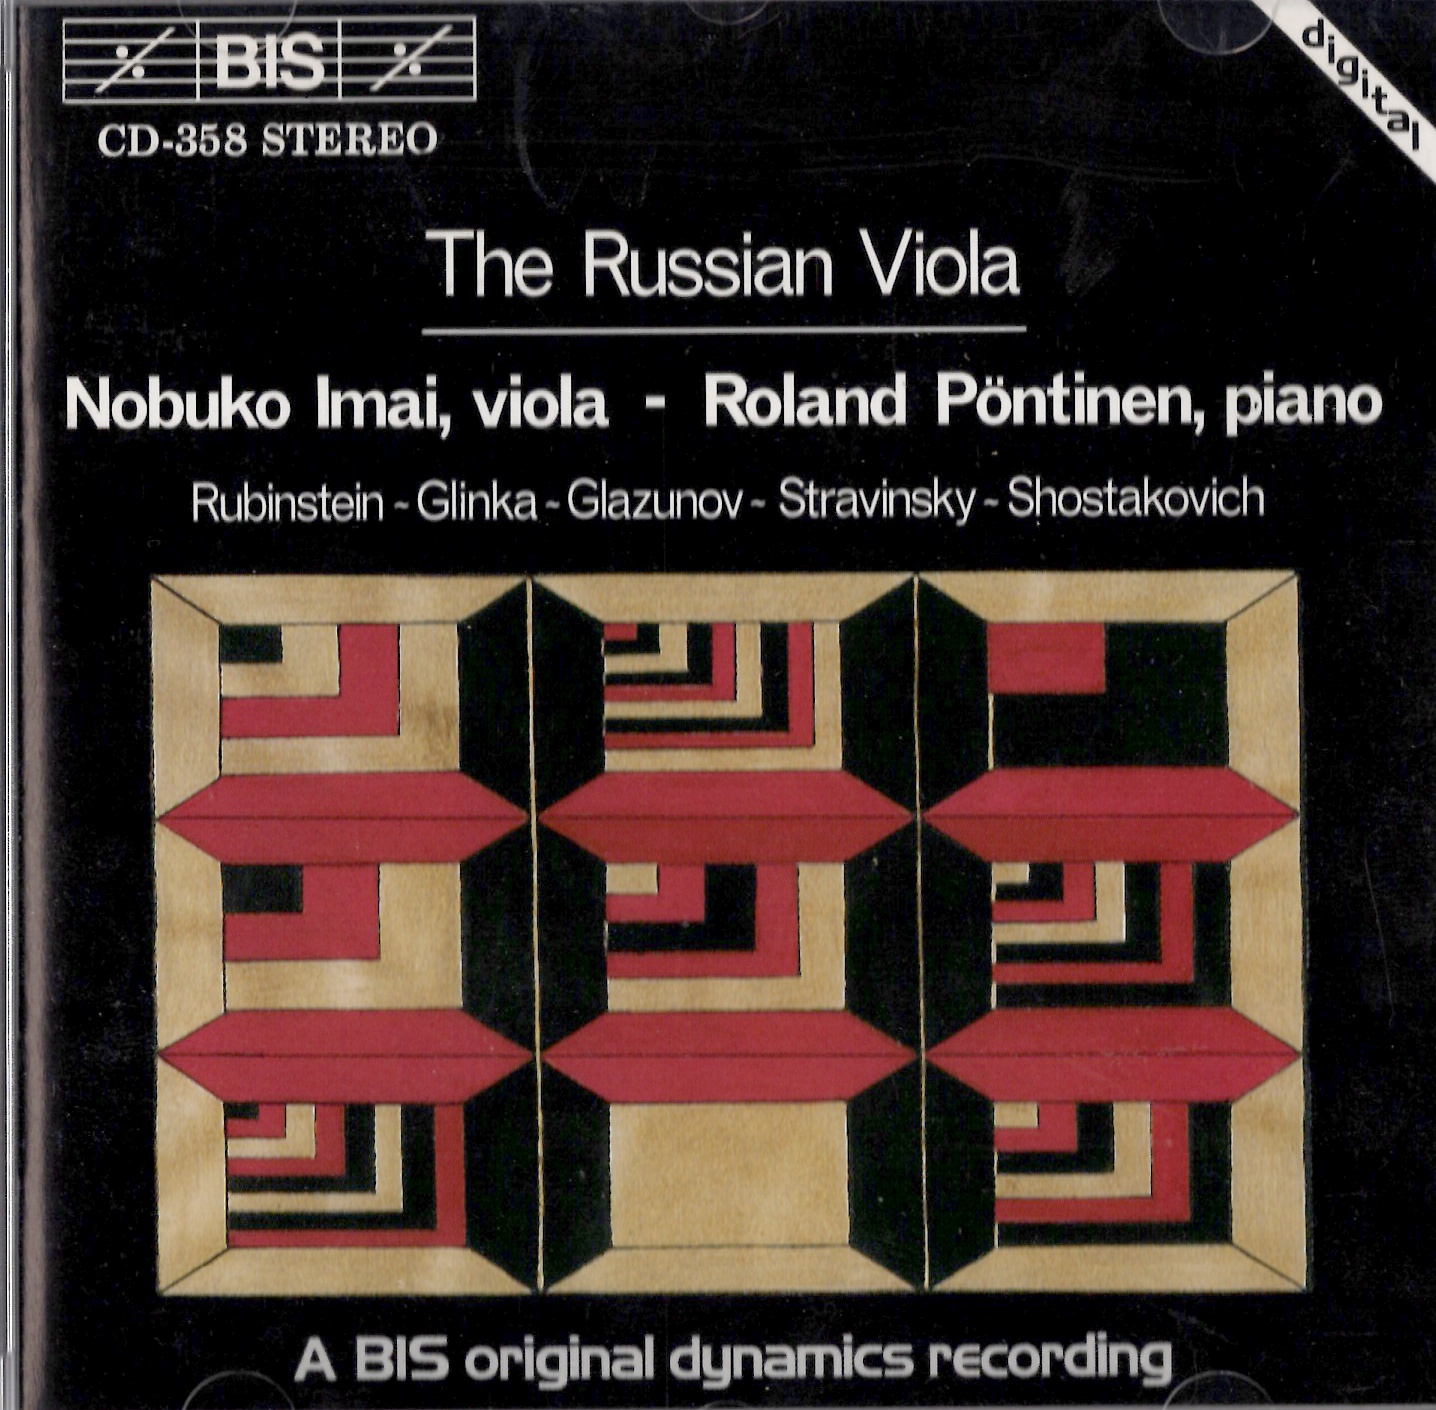 BIS
digital
CD-358 STEREO
The Russian Viola
Nobuko Imai, viola - Roland Pöntinen, piano
Rubinstein ~ Glinka ~ Glazunov ~ Stravinsky ~ Shostakovich
A BIS original dynamics recording